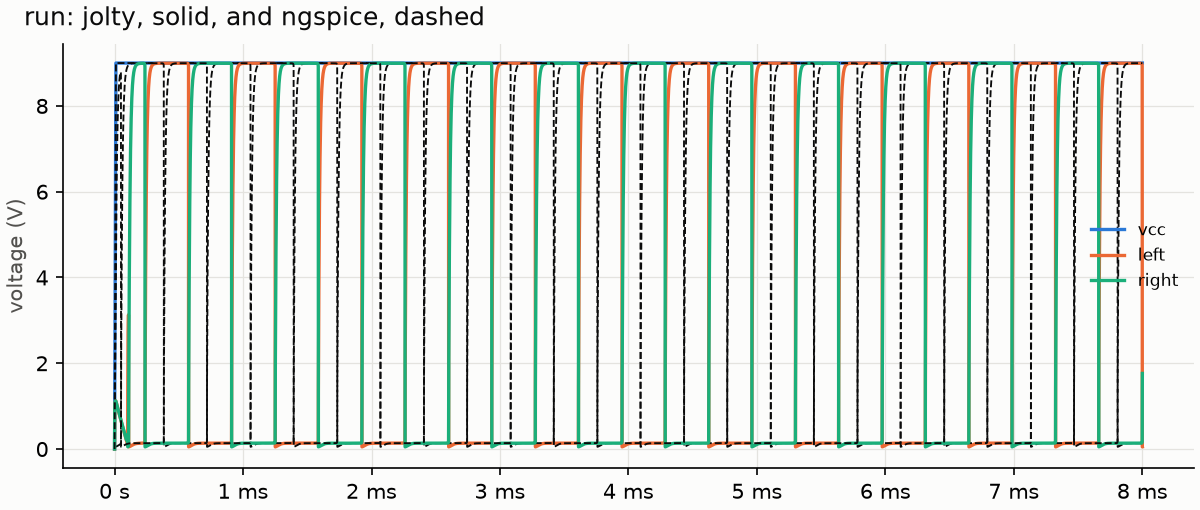 run: jolty, solid, and ngspice, dashed
voltage (V)
8
6
4
2
0
vcc
left
right
0 s
1 ms
2 ms
3 ms
4 ms
5 ms
6 ms
7 ms
8 ms